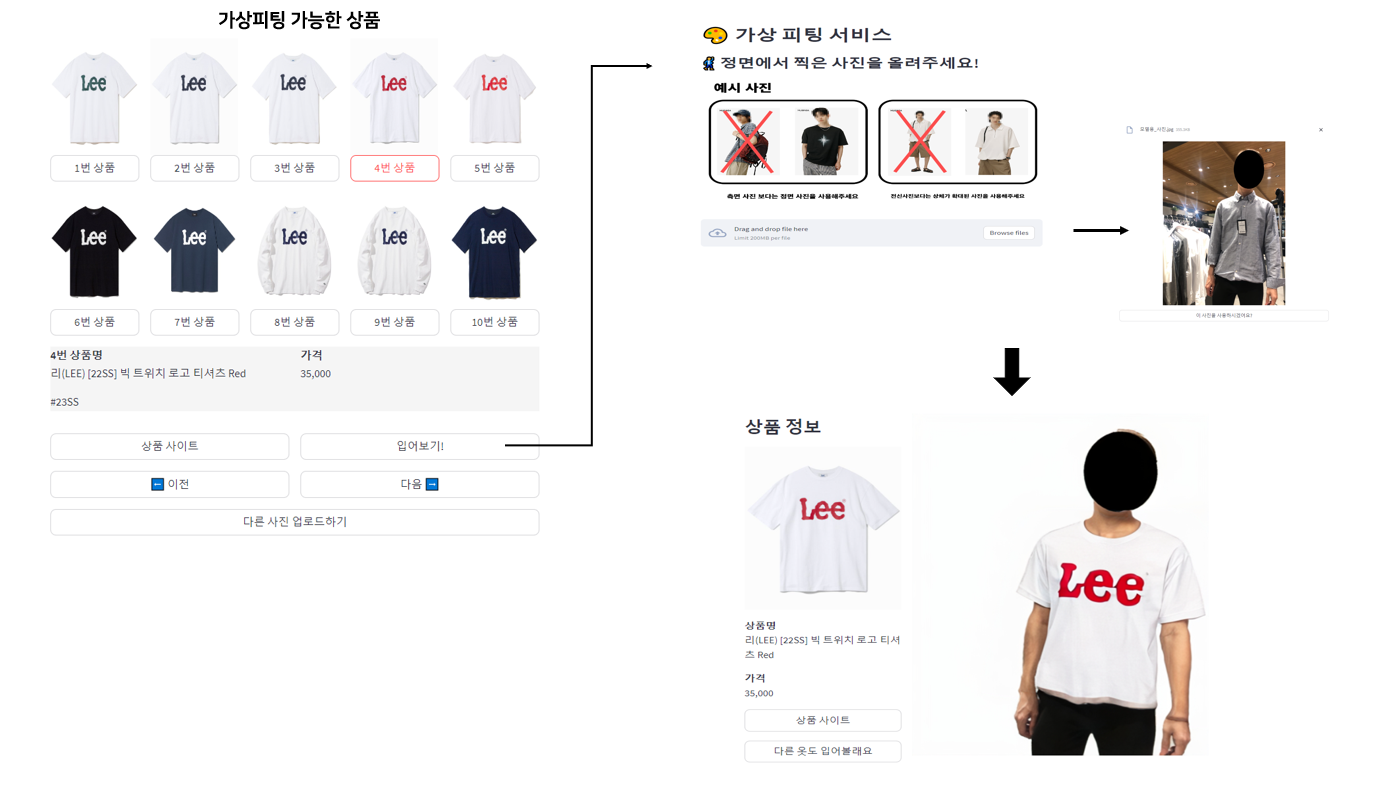 가상피팅 가능한 상품
Lee Lee Lee Lee Lee
1번 상품 2번 상품 3번 상품 4번 상품 5번 상품
Lee Lee Lee Lee Lee
6번 상품 7번 상품 8번 상품 9번 상품 10번 상품
4번 상품명 가격
리(LEE) [22SS] 빅 트위치 로고 티셔츠 Red 35,000
#23SS
상품 사이트 입어보기!
이전 다음
다른 사진 업로드하기
가상 피팅 서비스
정면에서 찍은 사진을 올려주세요!
예시 사진
측면 사진 보다는 정면 사진을 사용해주세요
전신사진보다는 상체가 확대된 사진을 사용해주세요
Drag and drop file here
Limit 200MB per file
Browse files
이 사진을 사용하시겠어요?
상품 정보
Lee
상품명
리(LEE) [22SS] 빅 트위치 로고 티셔
츠 Red
가격
35,000
상품 사이트
다른 옷도 입어볼래요
Lee